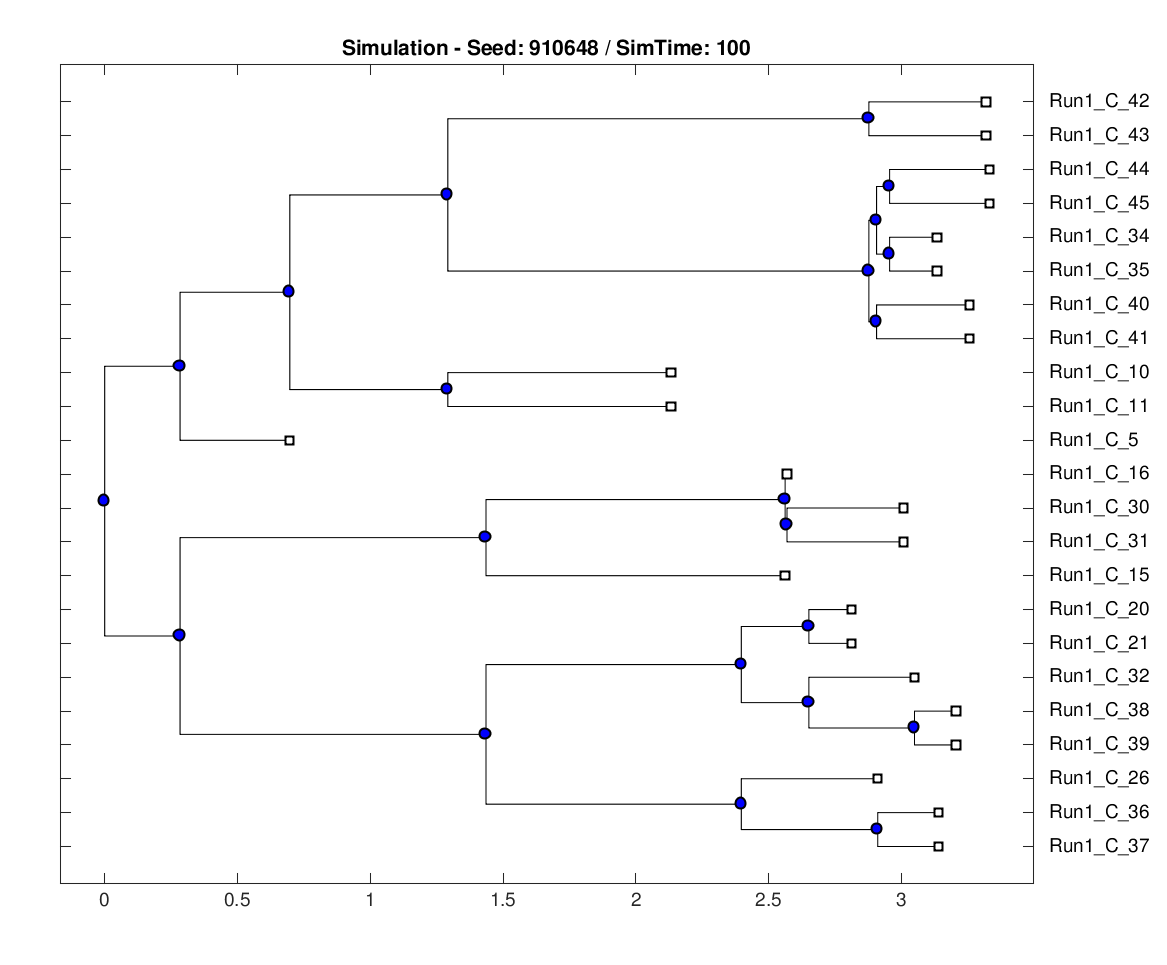 Simulation - Seed: 910648 / SimTime: 100
Run1_C_42
Run1_C_43
Run1_C_44
Run1_C_45
Run1_C_34
Run1_C_35
Run1_C_40
Run1_C_41
Run1_C_10
Run1_C_11
Run1_C_5
Run1_C_16
Run1_C_30
Run1_C_31
Run1_C_15
Run1_C_20
Run1_C_21
Run1_C_32
Run1_C_38
Run1_C_39
Run1_C_26
Run1_C_36
Run1_C_37
0 0.5 1 1.5 2 2.5 3